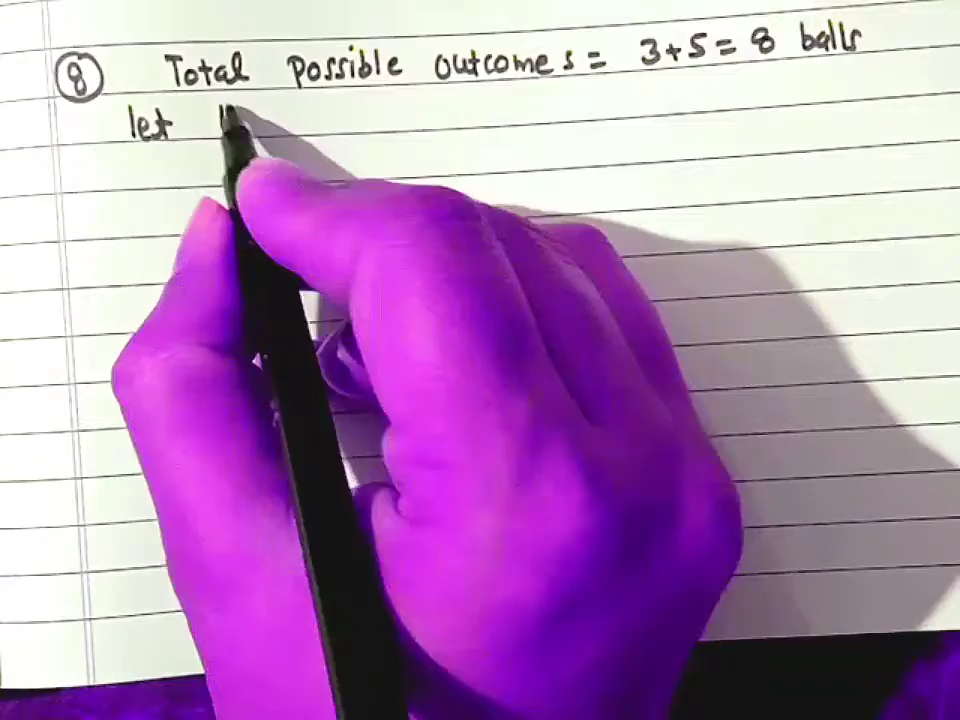 8 Total possible outcomes = 3+5 = 8 balls
let